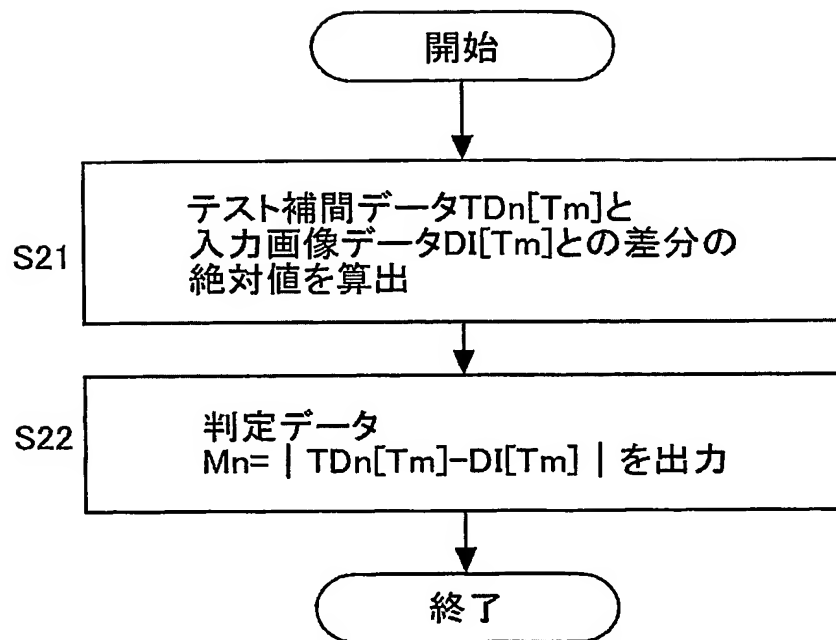 開始
S21
テスト補間データTDn[Tm]と
入力画像データDI[Tm]との差分の
絶対値を算出
S22
判定データ
Mn=｜TDn[Tm]-DI[Tm]｜を出力
終了